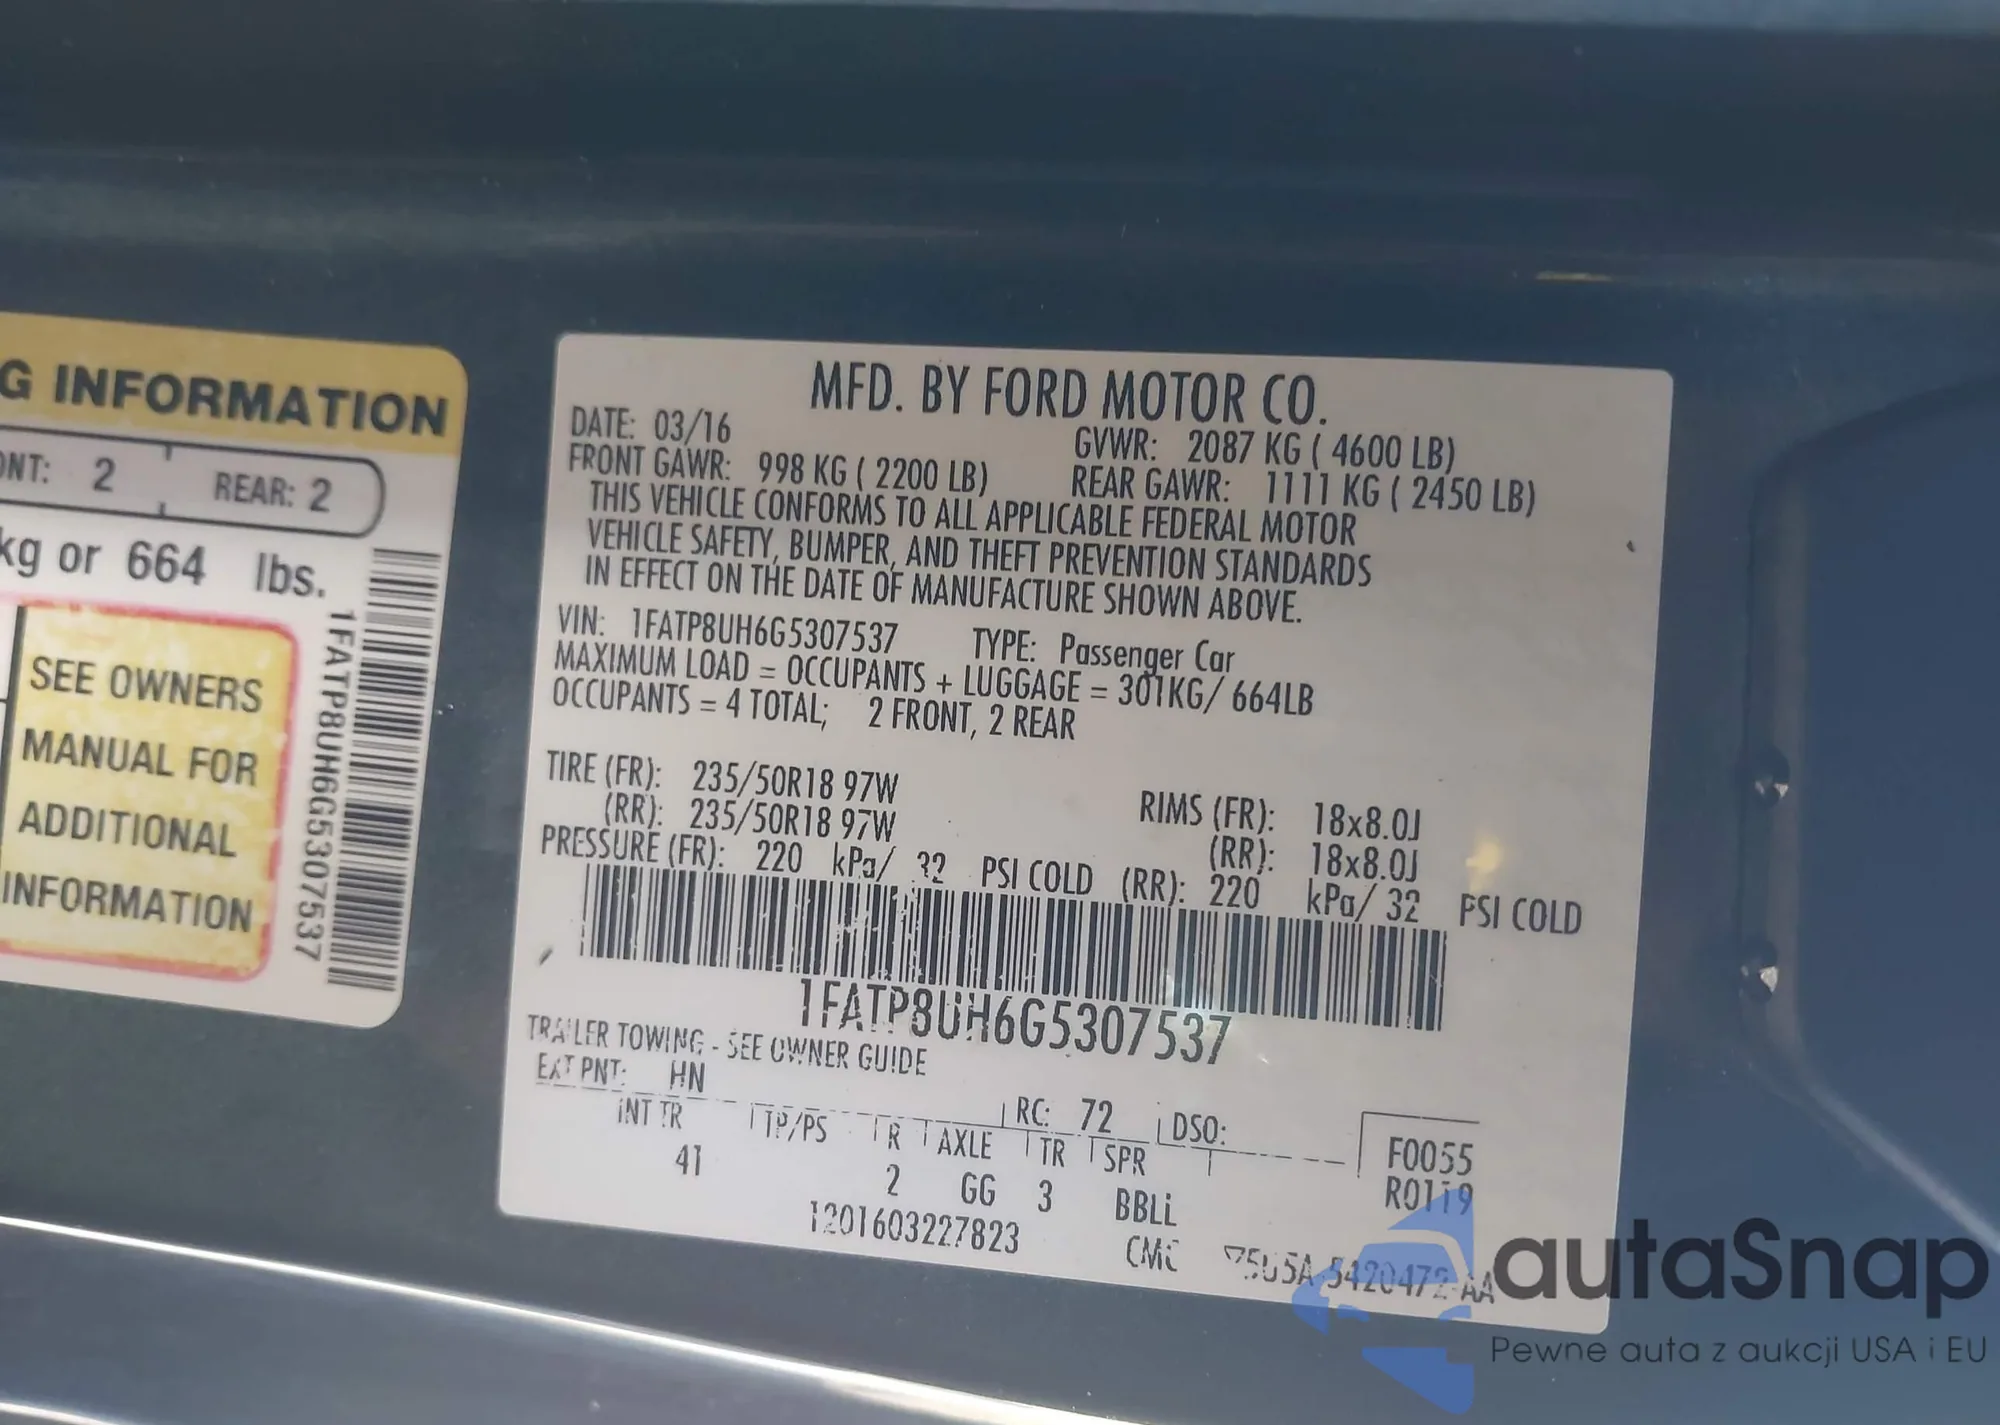 G INFORMATION
NT: 2 REAR: 2
kg or 664 lbs.
SEE OWNERS
MANUAL FOR
ADDITIONAL
INFORMATION
1FATP8UH6G5307537
MFD. BY FORD MOTOR CO.
DATE: 03/16 GVWR: 2087 KG ( 4600 LB)
FRONT GAWR: 998 KG ( 2200 LB) REAR GAWR: 1111 KG ( 2450 LB)
THIS VEHICLE CONFORMS TO ALL APPLICABLE FEDERAL MOTOR
VEHICLE SAFETY, BUMPER, AND THEFT PREVENTION STANDARDS
IN EFFECT ON THE DATE OF MANUFACTURE SHOWN ABOVE.
VIN: 1FATP8UH6G5307537 TYPE: Passenger Car
MAXIMUM LOAD = OCCUPANTS + LUGGAGE = 301KG/ 664LB
OCCUPANTS = 4 TOTAL; 2 FRONT, 2 REAR
TIRE (FR): 235/50R18 97W RIMS (FR): 18x8.0J
(RR): 235/50R18 97W (RR): 18x8.0J
PRESSURE (FR): 220 kPa/ 32 PSI COLD (RR): 220 kPa/ 32 PSI COLD
1FATP8UH6G5307537
TRAILER TOWING - SEE OWNER GUIDE
EXT PNT: HN RC: 72 DSO:
INT TR TP/PS R AXLE TR SPR F0055
41 2 GG 3 BBLL R0119
1201603227823 CMC 5420472-AA
autaSnap
Pewne auta z aukcji USA i EU